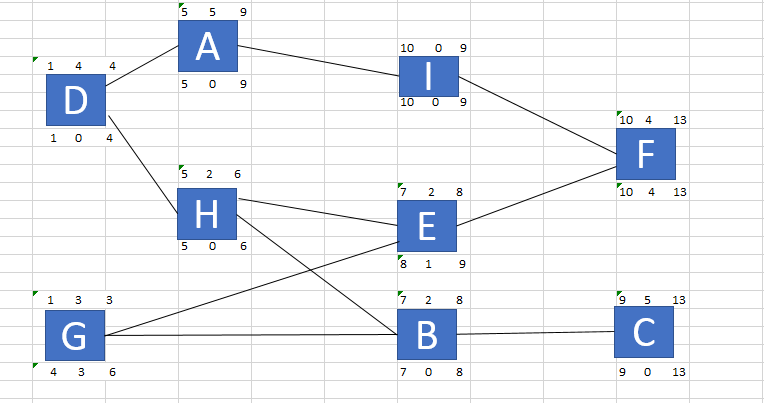 5 5 9
A
5 0 9
10 0 9
I
10 0 9
1 4 4
D
1 0 4
10 4 13
F
10 4 13
5 2 6
H
5 0 6
7 2 8
E
8 1 9
1 3 3
G
4 3 6
7 2 8
B
7 0 8
9 5 13
C
9 0 13